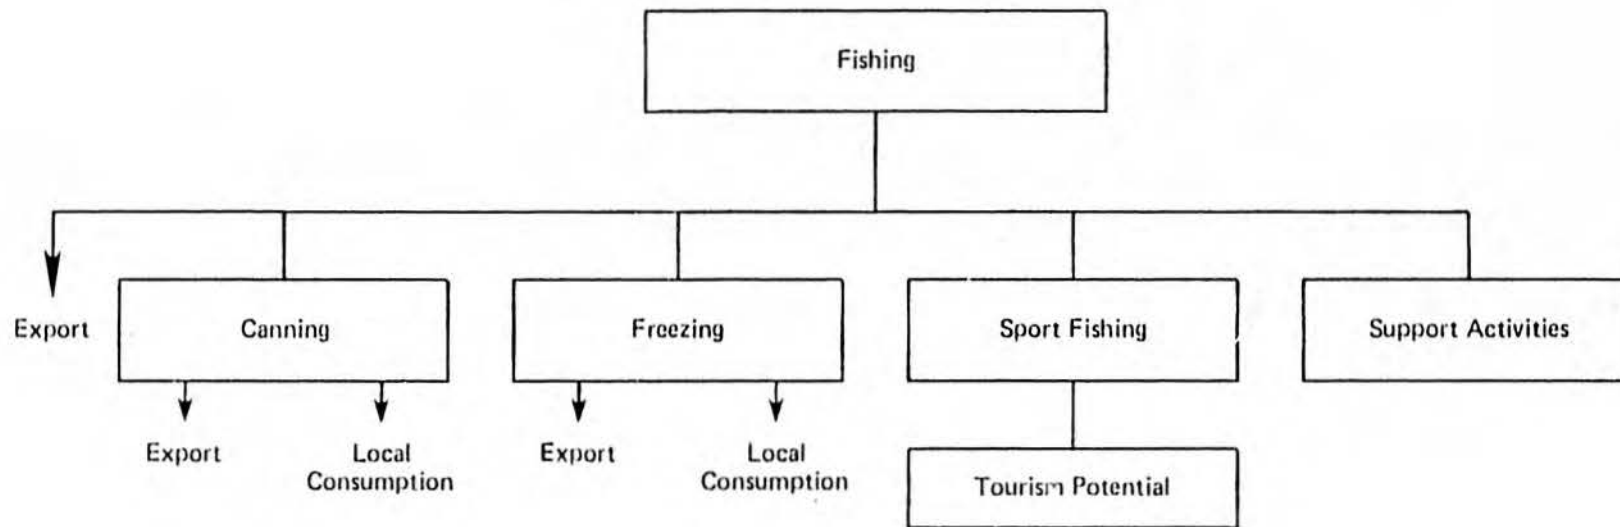 Fishing
Export
Canning
Freezing
Sport Fishing
Support Activities
Export
Local
Consumption
Export
Local
Consumption
Tourism Potential